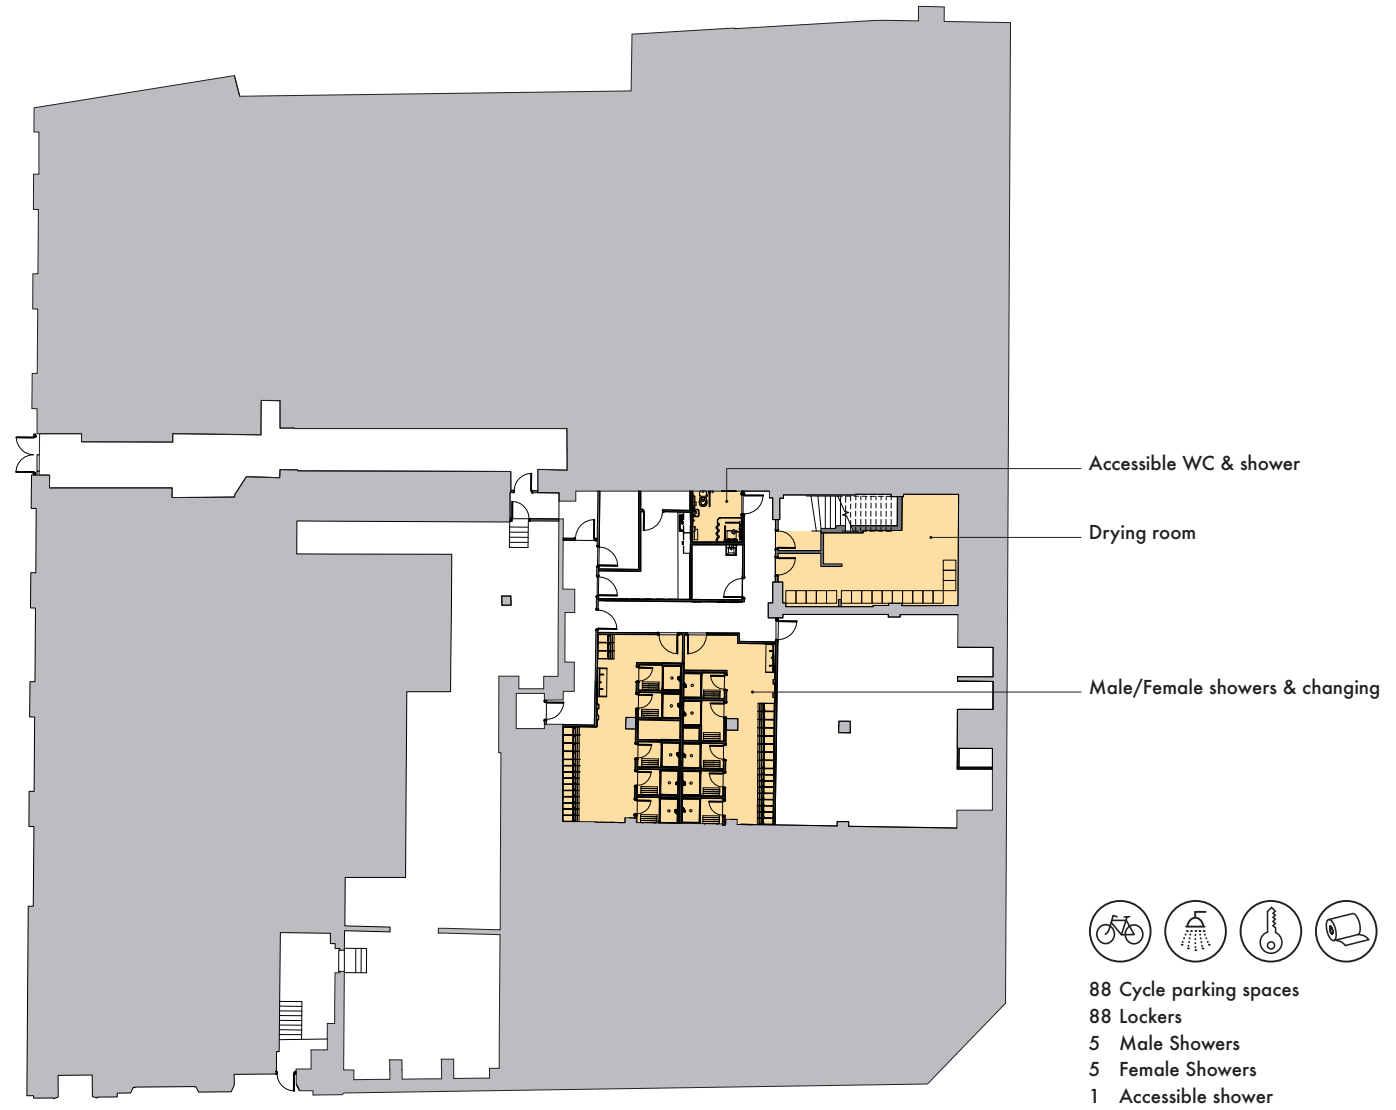 Accessible WC & shower
Drying room
Male/Female showers & changing
88 Cycle parking spaces
88 Lockers
5 Male Showers
5 Female Showers
1 Accessible shower